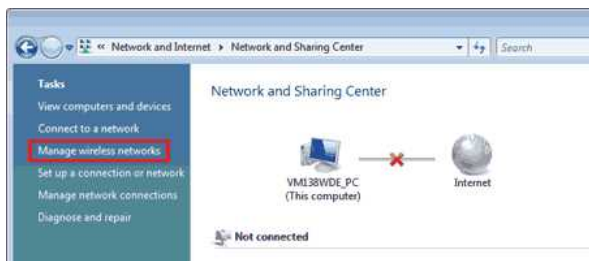 « Network and Internet › Network and Sharing Center
Search
Tasks
View computers and devices
Connect to a network
Manage wireless networks
Set up a connection or network
Manage network connections
Diagnose and repair
Network and Sharing Center
VM138WDE_PC
(This computer)
Internet
Not connected